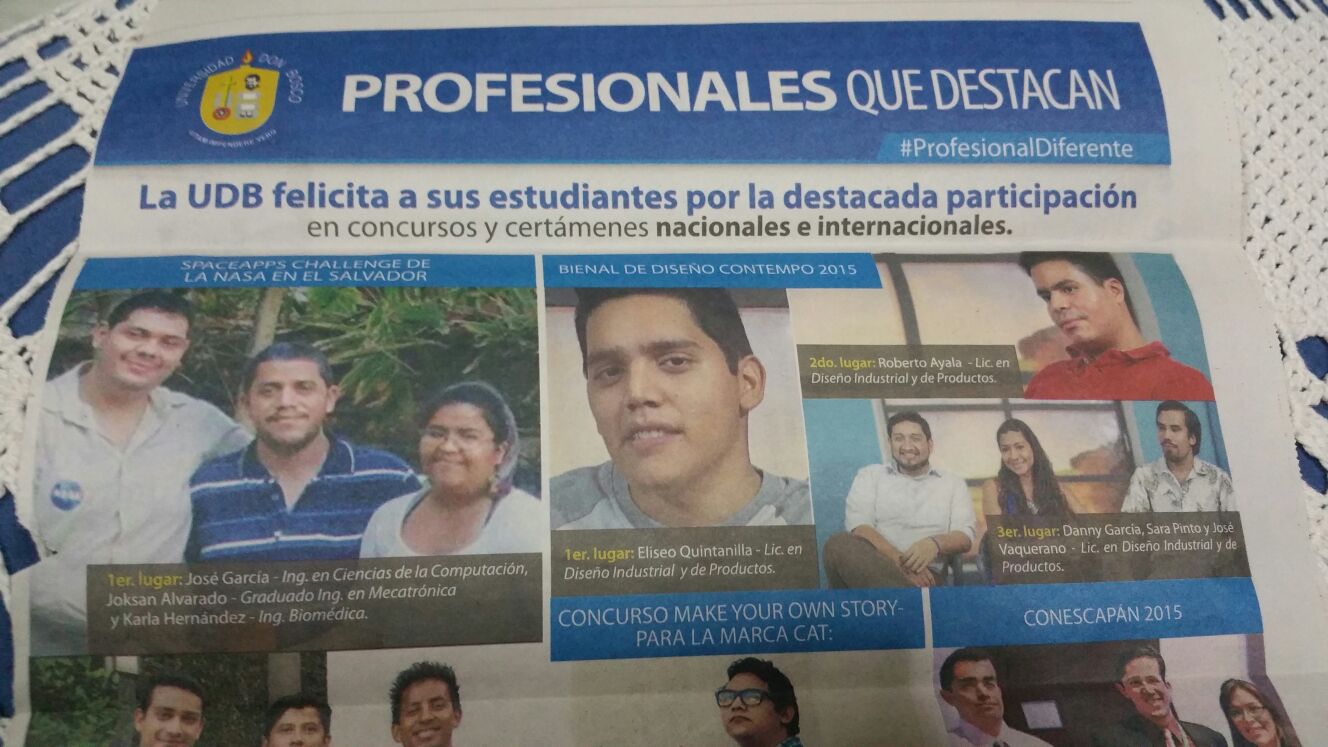 UNIVERSIDAD DON BOSCO
PROFESIONALES QUE DESTACAN
#ProfesionalDiferente
La UDB felicita a sus estudiantes por la destacada participación
en concursos y certámenes nacionales e internacionales.
SPACEAPPS CHALLENGE DE
LA NASA EN EL SALVADOR
1er. lugar: José García - Ing. en Ciencias de la Computación,
Joksan Alvarado - Graduado Ing. en Mecatrónica
y Karla Hernández - Ing. Biomédica.
BIENAL DE DISEÑO CONTEMPO 2015
1er. lugar: Eliseo Quintanilla - Lic. en
Diseño Industrial y de Productos.
2do. lugar: Roberto Ayala - Lic. en
Diseño Industrial y de Productos.
3er. lugar: Danny García, Sara Pinto y José
Vaquerano - Lic. en Diseño Industrial y de
Productos.
CONCURSO MAKE YOUR OWN STORY-
PARA LA MARCA CAT:
CONESCAPÁN 2015